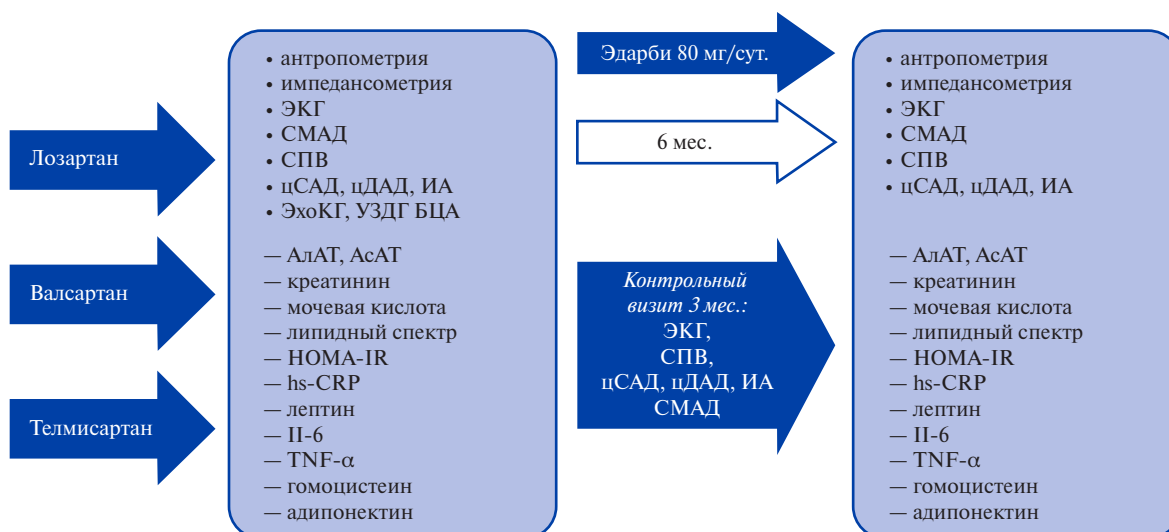 Лозартан
Валсартан
Телмисартан
• антропометрия
• импедансометрия
• ЭКГ
• СМАД
• СПВ
• цСАД, цДАД, ИА
• ЭхоКГ, УЗДГ БЦА
— АлАТ, АсАТ
— креатинин
— мочевая кислота
— липидный спектр
— HOMA-IR
— hs-CRP
— лептин
— II-6
— TNF-α
— гомоцистеин
— адипонектин
Эдарби 80 мг/сут.
6 мес.
Контрольный
визит 3 мес.:
ЭКГ,
СПВ,
цСАД, цДАД, ИА
СМАД
• антропометрия
• импедансометрия
• ЭКГ
• СМАД
• СПВ
• цСАД, цДАД, ИА
— АлАТ, АсАТ
— креатинин
— мочевая кислота
— липидный спектр
— HOMA-IR
— hs-CRP
— лептин
— II-6
— TNF-α
— гомоцистеин
— адипонектин